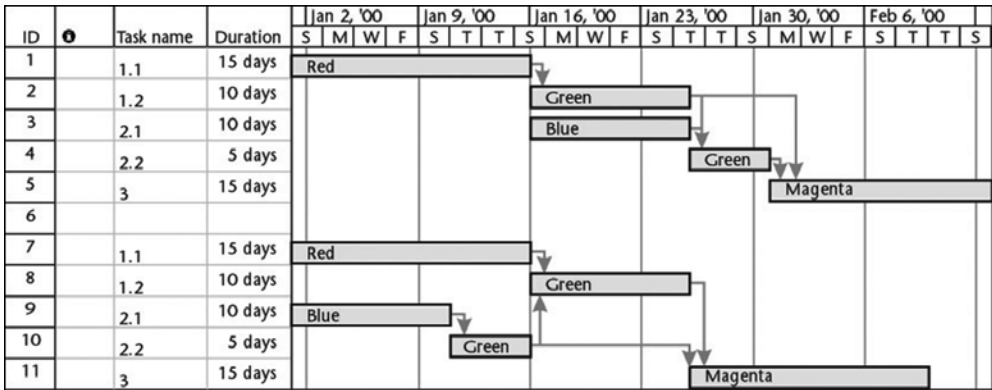 Jan 2, '00 Jan 9, '00 Jan 16, '00 Jan 23, '00 Jan 30, '00 Feb 6, '00
ID Task name Duration S M W F S T T S M W F S T T S M W F S T T S
1 1.1 15 days Red
2 1.2 10 days Green
3 2.1 10 days Blue
4 2.2 5 days Green
5 3 15 days Magenta
6
7 1.1 15 days Red
8 1.2 10 days Green
9 2.1 10 days Blue
10 2.2 5 days Green
11 3 15 days Magenta